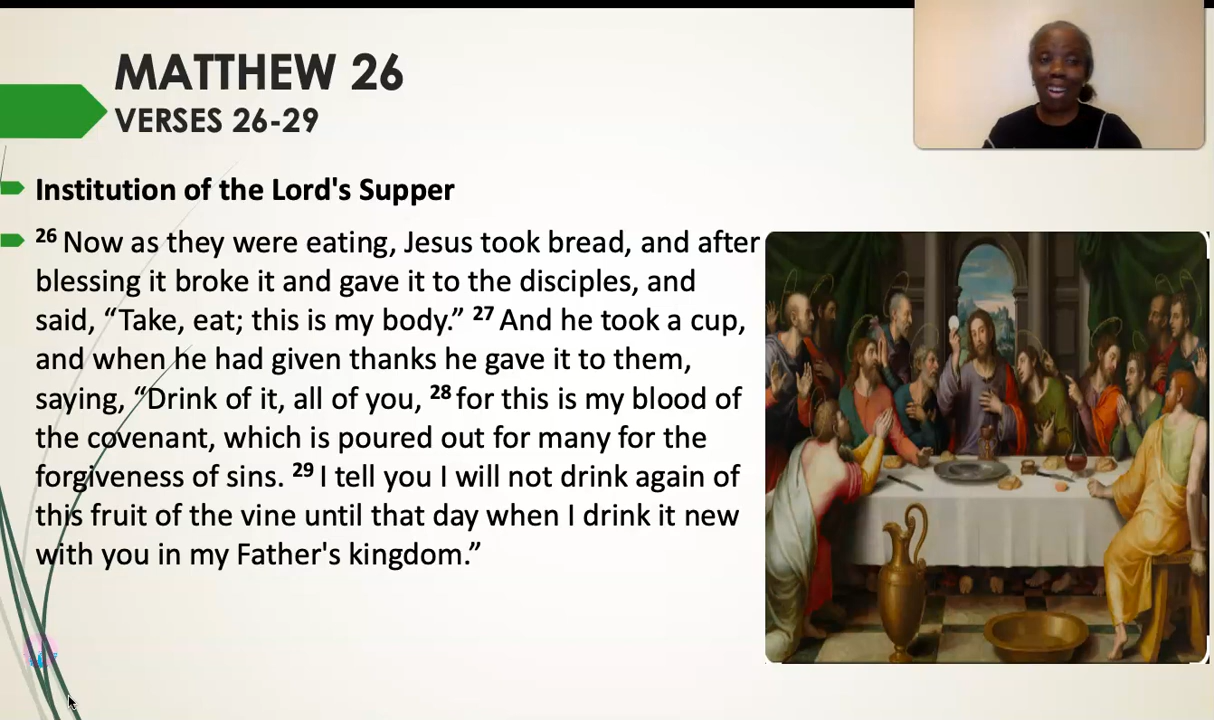 MATTHEW 26
VERSES 26-29
Institution of the Lord's Supper
26 Now as they were eating, Jesus took bread, and after
blessing it broke it and gave it to the disciples, and
said, “Take, eat; this is my body.” 27 And he took a cup,
and when he had given thanks he gave it to them,
saying, “Drink of it, all of you, 28 for this is my blood of
the covenant, which is poured out for many for the
forgiveness of sins. 29 I tell you I will not drink again of
this fruit of the vine until that day when I drink it new
with you in my Father's kingdom.”